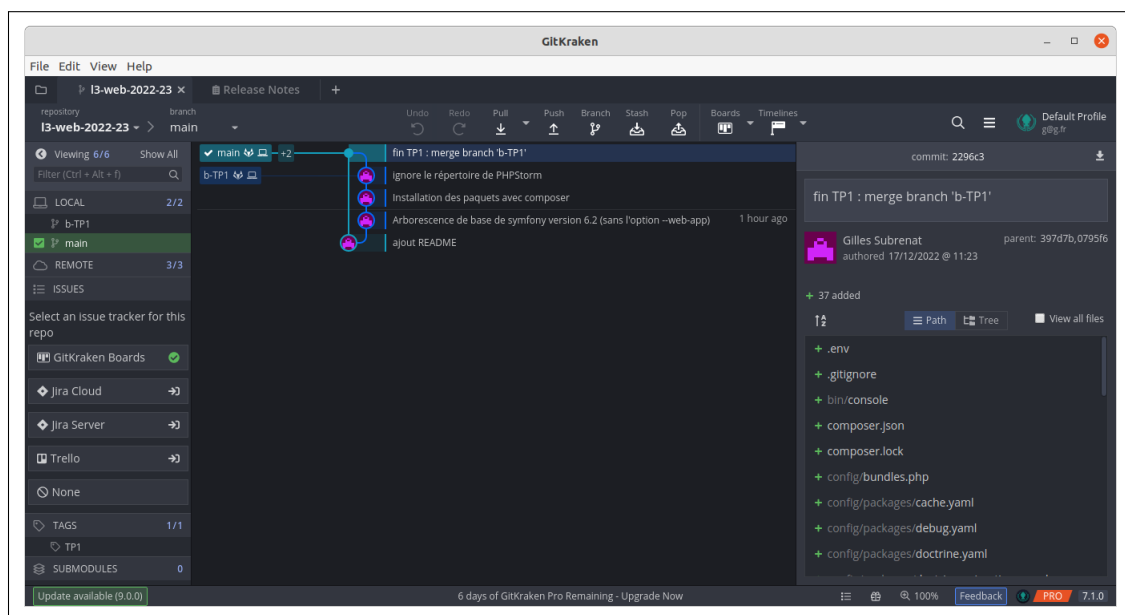 GitKraken
File Edit View Help
l3-web-2022-23 ×
Release Notes
+
repository
branch
l3-web-2022-23
main
Undo
Redo
Pull
Push
Branch
Stash
Pop
Boards
Timelines
Default Profile
g@g.fr
Viewing 6/6 Show All
Filter (Ctrl + Alt + f)
LOCAL 2/2
b-TP1
main
REMOTE 3/3
ISSUES
Select an issue tracker for this
repo
GitKraken Boards
Jira Cloud
Jira Server
Trello
None
TAGS 1/1
TP1
SUBMODULES 0
main +2 fin TP1 : merge branch 'b-TP1'
b-TP1 ignore le répertoire de PHPStorm
Installation des paquets avec composer
Arborescence de base de symfony version 6.2 (sans l'option --web-app) 1 hour ago
ajout README
commit: 2296c3
fin TP1 : merge branch 'b-TP1'
Gilles Subrenat parent: 397d7b,0795f6
authored 17/12/2022 @ 11:23
+ 37 added
Path Tree View all files
+ .env
+ .gitignore
+ bin/console
+ composer.json
+ composer.lock
+ config/bundles.php
+ config/packages/cache.yaml
+ config/packages/debug.yaml
+ config/packages/doctrine.yaml
Update available (9.0.0)
6 days of GitKraken Pro Remaining - Upgrade Now
100% Feedback PRO 7.1.0